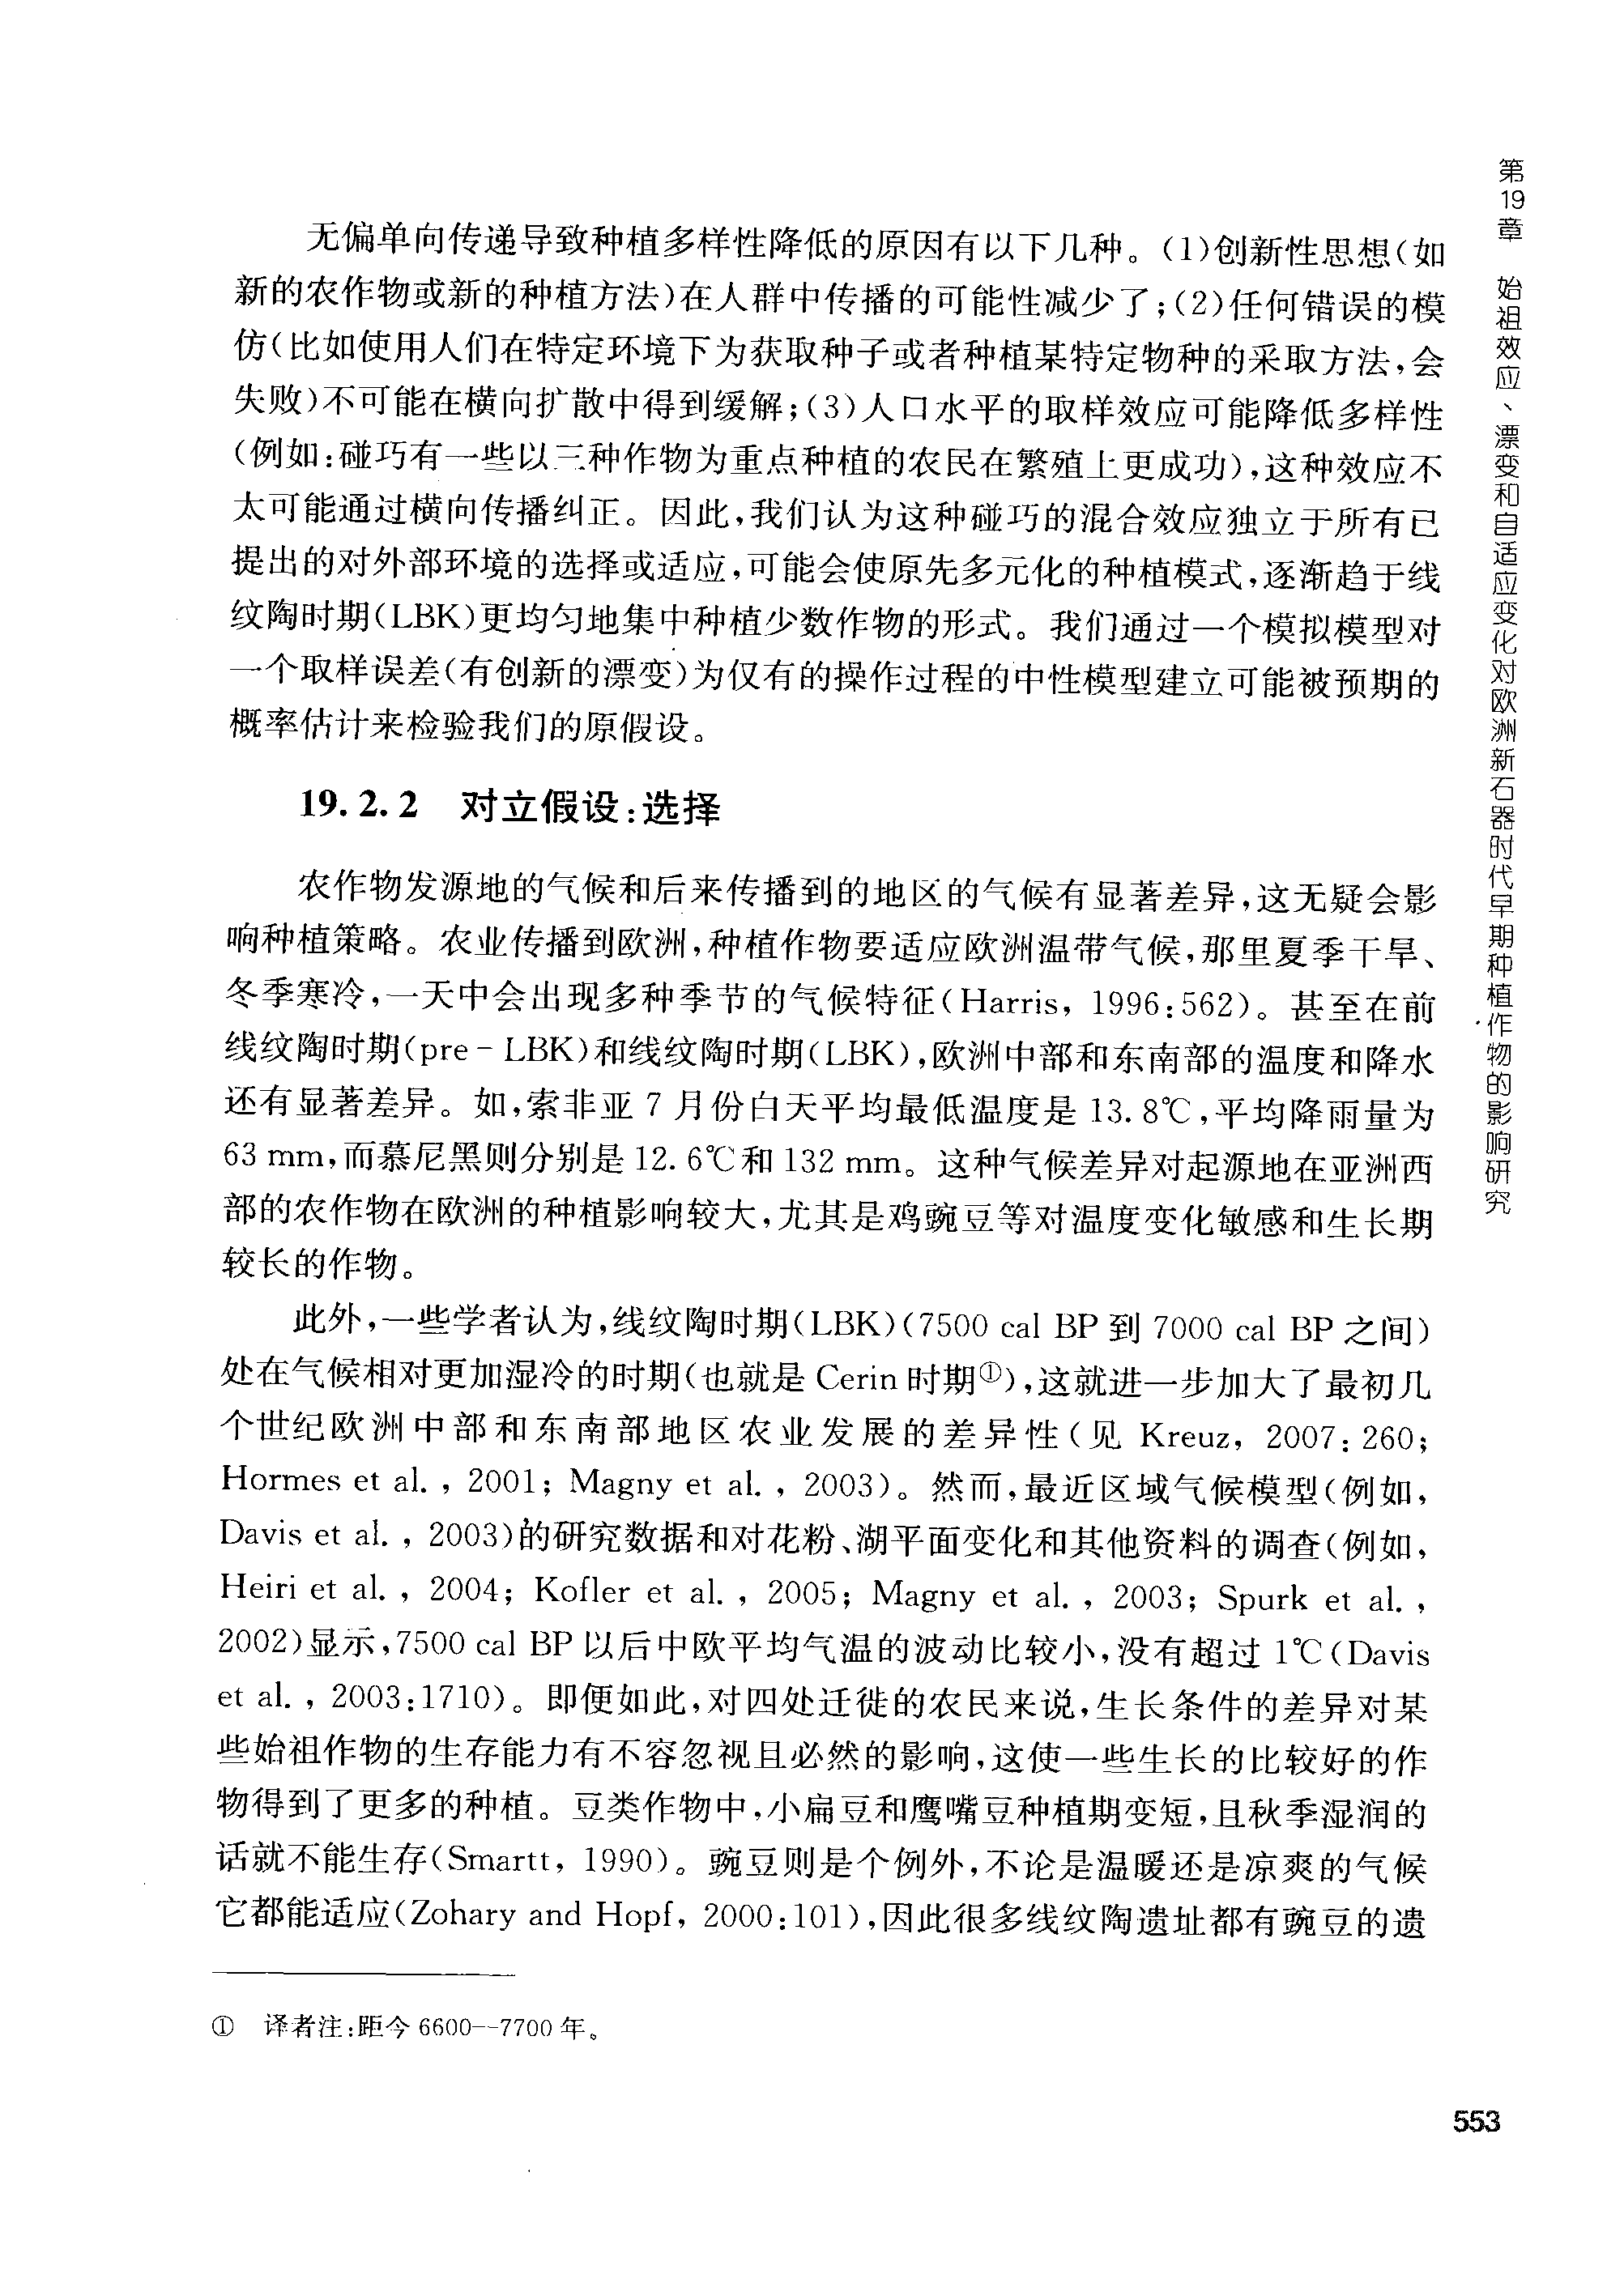 第19章 始祖效应、漂变和自适应变化对欧洲新石器时代早期种植作物的影响研究
无偏单向传递导致种植多样性降低的原因有以下几种。(1)创新性思想(如
新的农作物或新的种植方法)在人群中传播的可能性减少了;(2)任何错误的模
仿(比如使用人们在特定环境下为获取种子或者种植某特定物种的采取方法,会
失败)不可能在横向扩散中得到缓解;(3)人口水平的取样效应可能降低多样性
(例如:碰巧有一些以三种作物为重点种植的农民在繁殖上更成功),这种效应不
太可能通过横向传播纠正。因此,我们认为这种碰巧的混合效应独立于所有已
提出的对外部环境的选择或适应,可能会使原先多元化的种植模式,逐渐趋于线
纹陶时期(LBK)更均匀地集中种植少数作物的形式。我们通过一个模拟模型对
一个取样误差(有创新的漂变)为仅有的操作过程的中性模型建立可能被预期的
概率估计来检验我们的原假设。
19.2.2 对立假设:选择
农作物发源地的气候和后来传播到的地区的气候有显著差异,这无疑会影
响种植策略。农业传播到欧洲,种植作物要适应欧洲温带气候,那里夏季干旱、
冬季寒冷,一天中会出现多种季节的气候特征(Harris, 1996:562)。甚至在前
线纹陶时期(pre-LBK)和线纹陶时期(LBK),欧洲中部和东南部的温度和降水
还有显著差异。如,索非亚 7 月份白天平均最低温度是 13.8℃,平均降雨量为
63 mm,而慕尼黑则分别是 12.6℃和 132 mm。这种气候差异对起源地在亚洲西
部的农作物在欧洲的种植影响较大,尤其是鸡豌豆等对温度变化敏感和生长期
较长的作物。
此外,一些学者认为,线纹陶时期(LBK)(7500 cal BP 到 7000 cal BP 之间)
处在气候相对更加湿冷的时期(也就是 Cerin 时期①),这就进一步加大了最初几
个世纪欧洲中部和东南部地区农业发展的差异性(见 Kreuz, 2007: 260;
Hormes et al. , 2001; Magny et al. , 2003)。然而,最近区域气候模型(例如,
Davis et al. , 2003)的研究数据和对花粉、湖平面变化和其他资料的调查(例如,
Heiri et al. , 2004; Kofler et al. , 2005; Magny et al. , 2003; Spurk et al. ,
2002)显示,7500 cal BP 以后中欧平均气温的波动比较小,没有超过 1℃(Davis
et al. , 2003:1710)。即便如此,对四处迁徙的农民来说,生长条件的差异对某
些始祖作物的生存能力有不容忽视且必然的影响,这使一些生长的比较好的作
物得到了更多的种植。豆类作物中,小扁豆和鹰嘴豆种植期变短,且秋季湿润的
话就不能生存(Smartt, 1990)。豌豆则是个例外,不论是温暖还是凉爽的气候
它都能适应(Zohary and Hopf, 2000:101),因此很多线纹陶遗址都有豌豆的遗
① 译者注:距今 6600--7700 年。
553